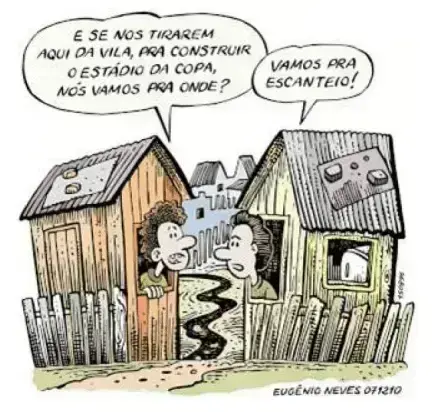 E SE NOS TIRAREM
AQUI DA VILA, PRA CONSTRUIR
O ESTÁDIO DA COPA,
NÓS VAMOS PRA ONDE?
VAMOS PRA
ESCANTEIO!
EUGÊNIO NEVES 071210